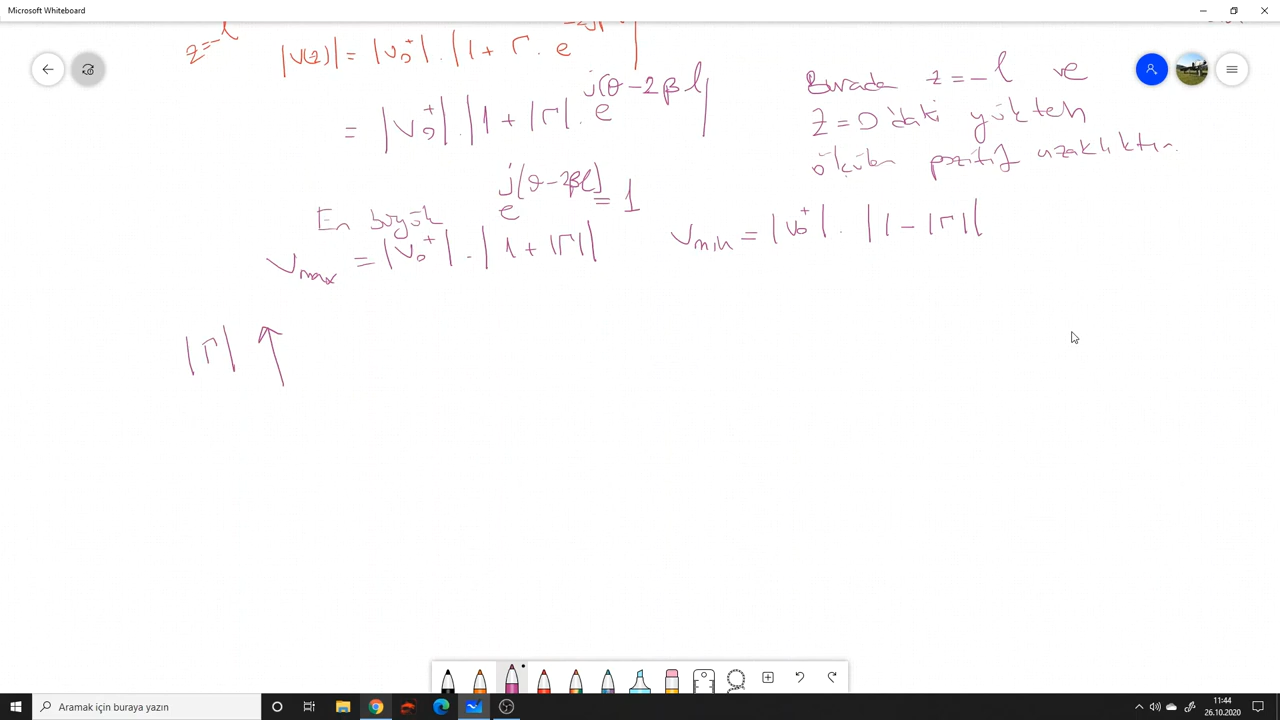 Microsoft Whiteboard
z=-l
|V(z)| = |V₀⁺| . |1 + Γ . e
= |V₀⁺| . |1 + |Γ| . e^{j(θ-2βl}|
Burada z = -l ve
z=0'daki yükten
ölçülen pozitif uzaklıktır.
En büyük e^{j(θ-2βl)} = 1
Vmax = |V₀⁺| . |1 + |Γ||
Vmin = |V₀⁺| . |1 - |Γ||
|Γ| ↑
Aramak için buraya yazın
11:44
26.10.2020